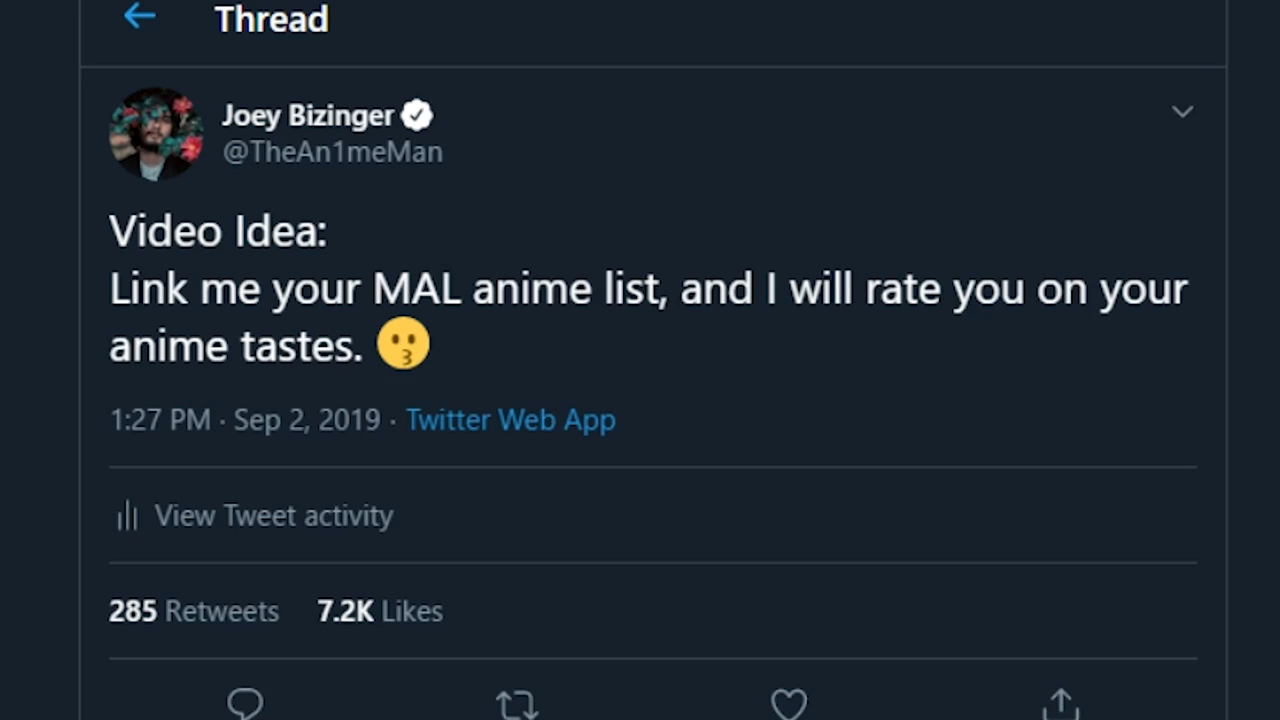 Thread
Joey Bizinger
@TheAn1meMan
Video Idea:
Link me your MAL anime list, and I will rate you on your
anime tastes. 😗
1:27 PM · Sep 2, 2019 · Twitter Web App
View Tweet activity
285 Retweets 7.2K Likes